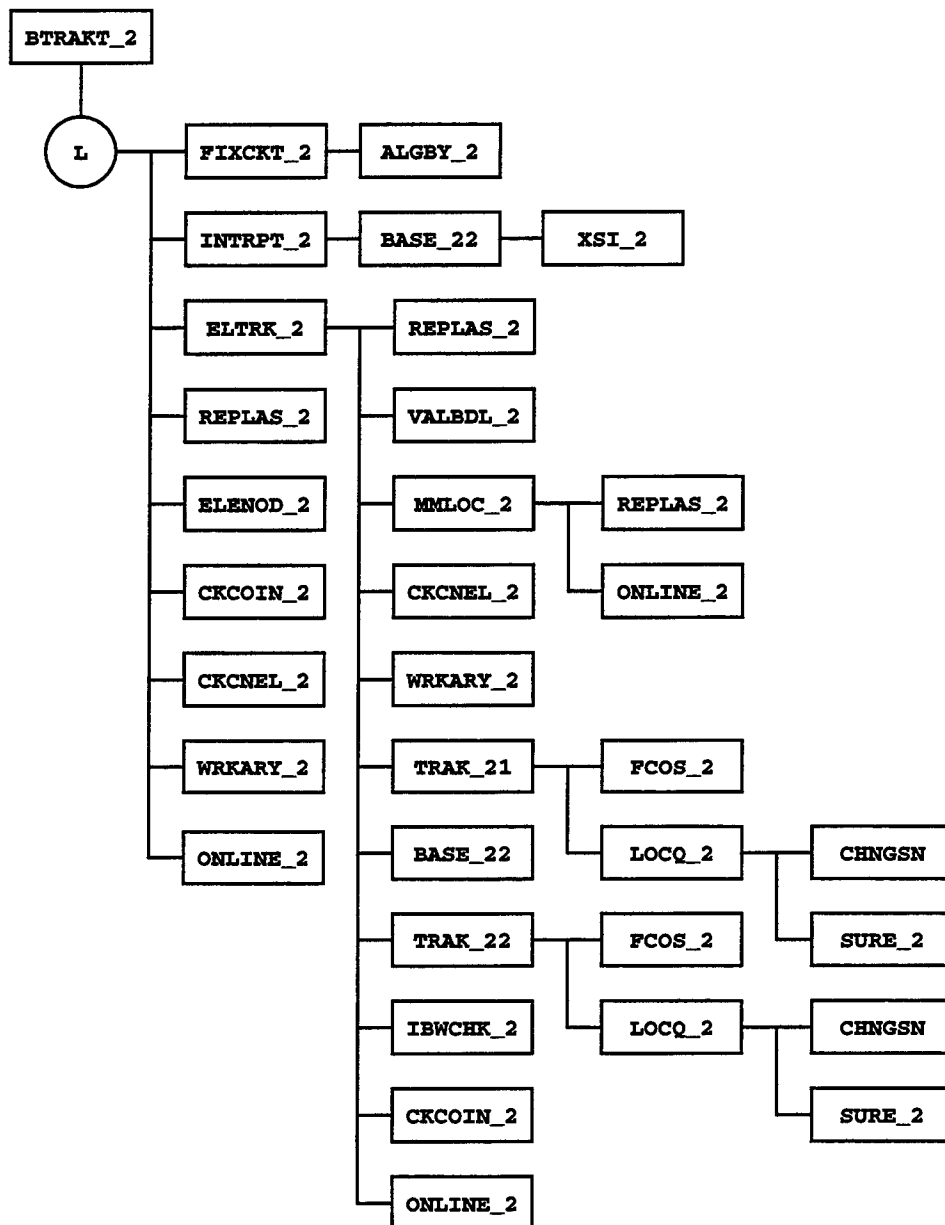 BTRAKT_2
L
FIXCKT_2
ALGBY_2
INTRPT_2
BASE_22
XSI_2
ELTRK_2
REPLAS_2
REPLAS_2
VALBDL_2
ELENOD_2
MMLOC_2
REPLAS_2
CKCOIN_2
CKCNEL_2
ONLINE_2
CKCNEL_2
WRKARY_2
WRKARY_2
TRAK_21
FCOS_2
ONLINE_2
BASE_22
LOCQ_2
CHNGSN
TRAK_22
FCOS_2
SURE_2
IBWCHK_2
LOCQ_2
CHNGSN
CKCOIN_2
SURE_2
ONLINE_2